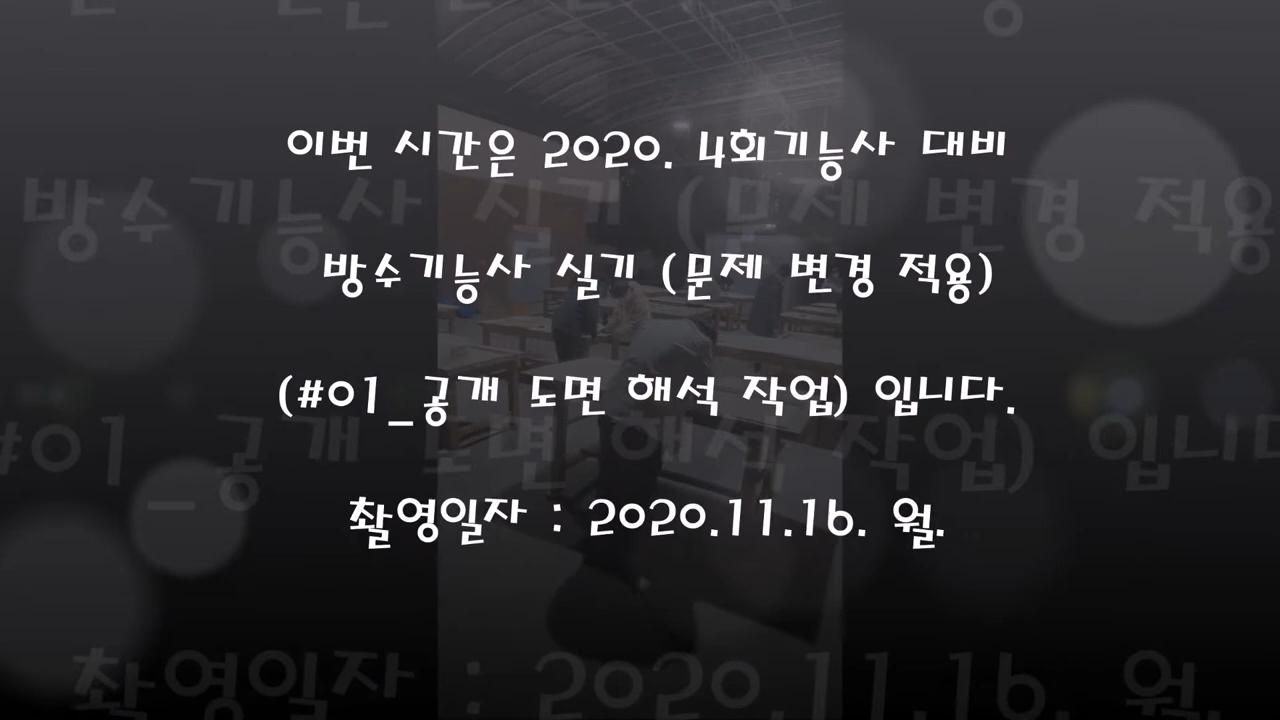 이번 시간은 2020. 4회기능사 대비
방수기능사 실기 (문제 변경 적용)
(#01_공개 도면 해석 작업) 입니다.
촬영일자 : 2020.11.16. 월.